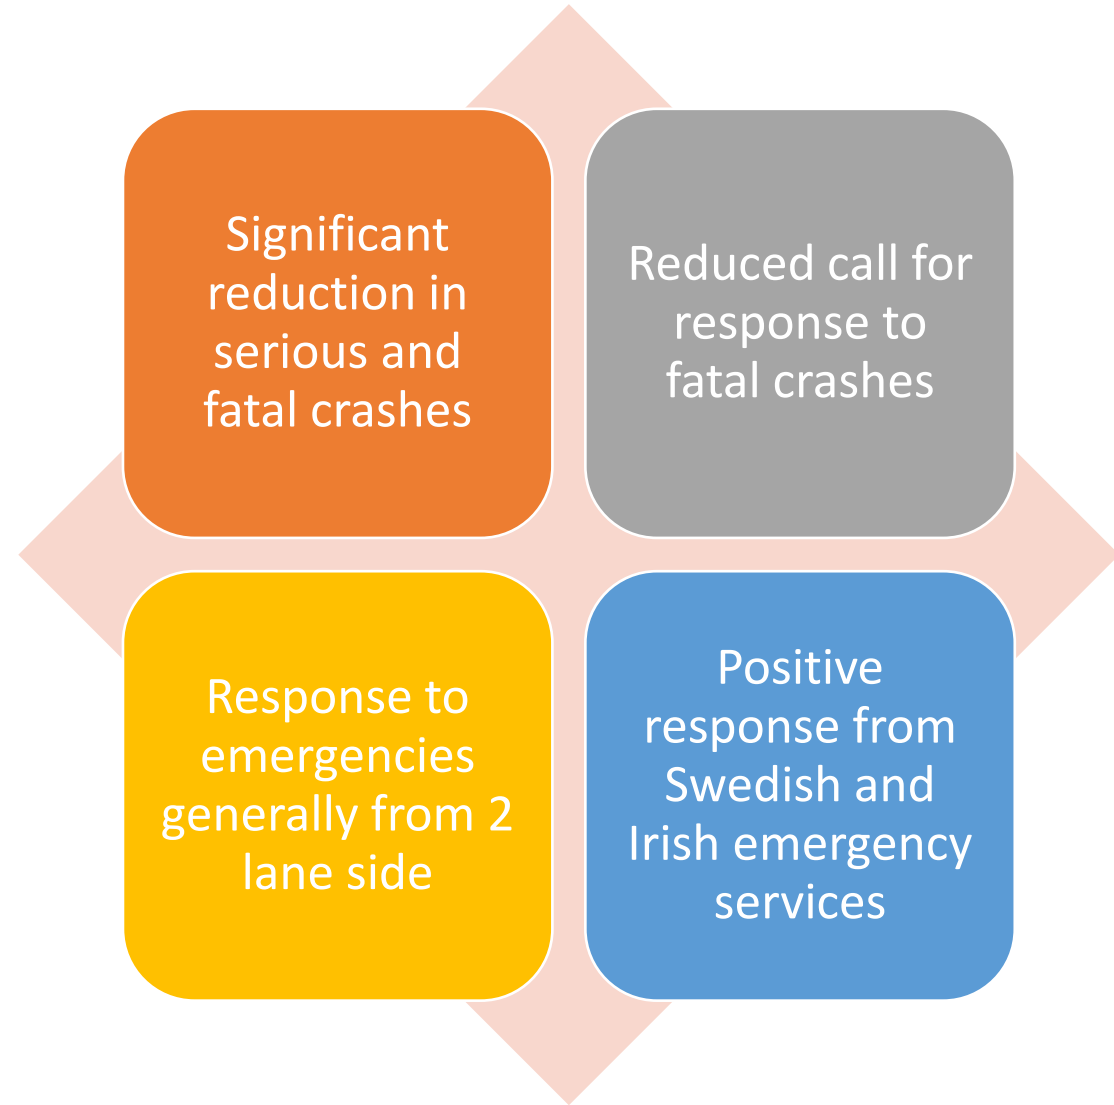 Significant
reduction in
serious and
fatal crashes
Reduced call for
response to
fatal crashes
Response to
emergencies
generally from 2
lane side
Positive
response from
Swedish and
Irish emergency
services